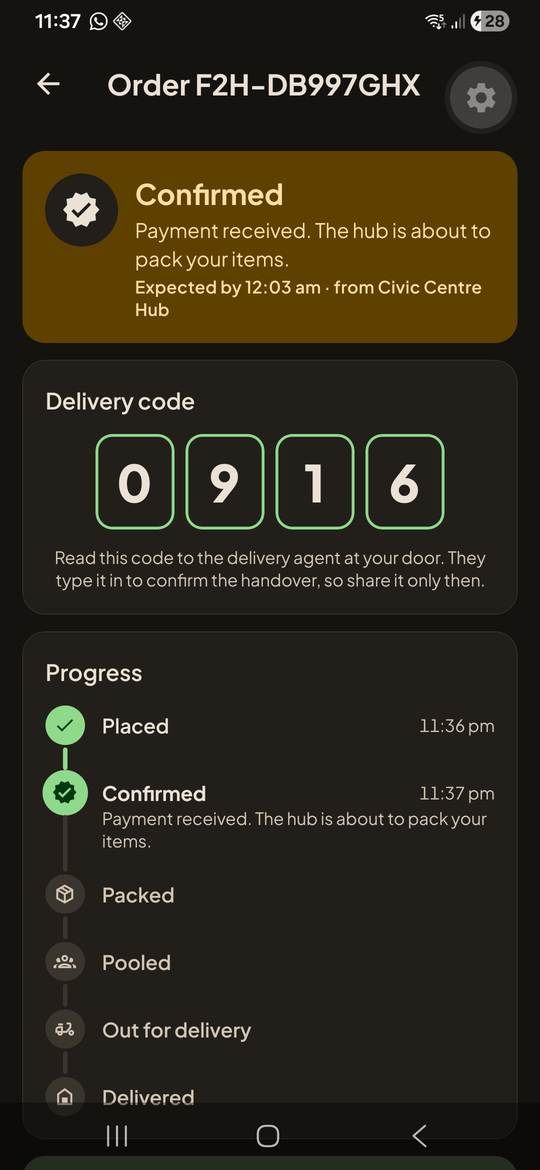 11:37
28
Order F2H-DB997GHX
Confirmed
Payment received. The hub is about to
pack your items.
Expected by 12:03 am · from Civic Centre
Hub
Delivery code
0 9 1 6
Read this code to the delivery agent at your door. They
type it in to confirm the handover, so share it only then.
Progress
Placed 11:36 pm
Confirmed 11:37 pm
Payment received. The hub is about to pack your
items.
Packed
Pooled
Out for delivery
Delivered